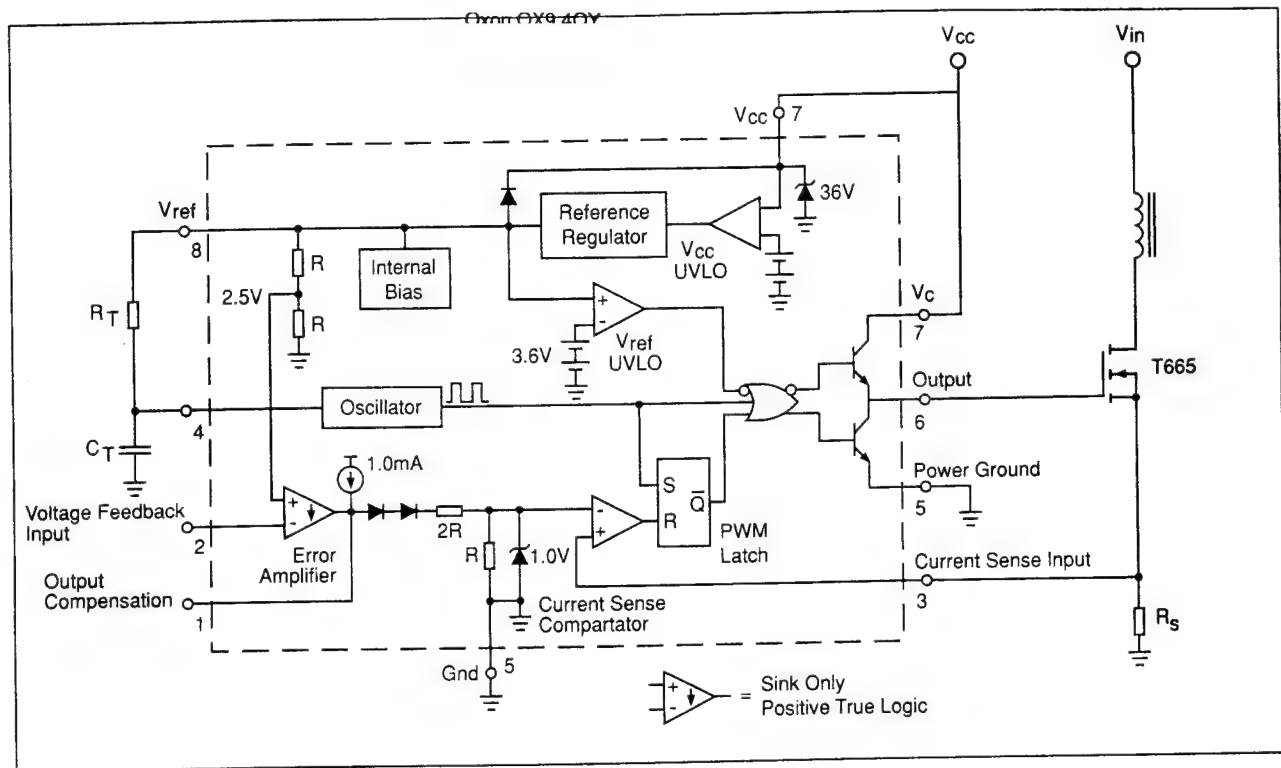 Vcc
Vin
Vcc 7
36V
Vref
8
Reference
Regulator
Vcc
UVLO
Internal
Bias
R
2.5V
R
RT
Vc
7
3.6V
+
-
Vref
UVLO
T665
Output
6
Oscillator
4
CT
1.0mA
S
R
Q
PWM
Latch
Power Ground
5
Voltage Feedback
Input
2
+
-
Error
Amplifier
2R
R
1.0V
-
+
Current Sense
Compartator
Current Sense Input
3
Output
Compensation
1
Rs
Gnd
5
+
-
= Sink Only
Positive True Logic